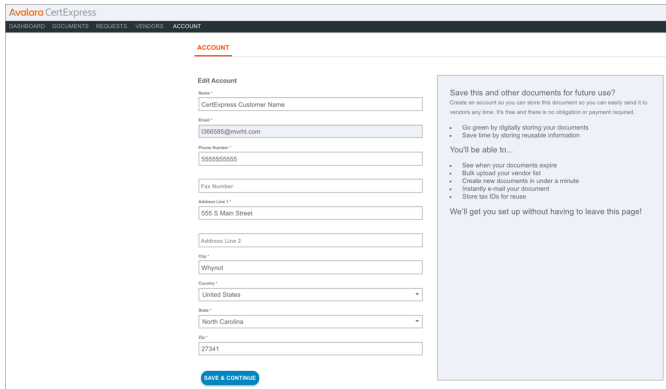 Avalara CertExpress
DASHBOARD DOCUMENTS REQUESTS VENDORS ACCOUNT
ACCOUNT
Edit Account
Name *
CertExpress Customer Name
Email *
i366585@mvrht.com
Phone Number *
5555555555
Fax Number
Address Line 1 *
555 S Main Street
Address Line 2
City *
Whynot
Country *
United States
State *
North Carolina
Zip *
27341
SAVE & CONTINUE
Save this and other documents for future use?
Create an account so you can store this document so you can easily send it to
vendors any time. It's free and there is no obligation or payment required.
• Go green by digitally storing your documents
• Save time by storing reusable information
You'll be able to...
• See when your documents expire
• Bulk upload your vendor list
• Create new documents in under a minute
• Instantly e-mail your document
• Store tax IDs for reuse
We'll get you set up without having to leave this page!